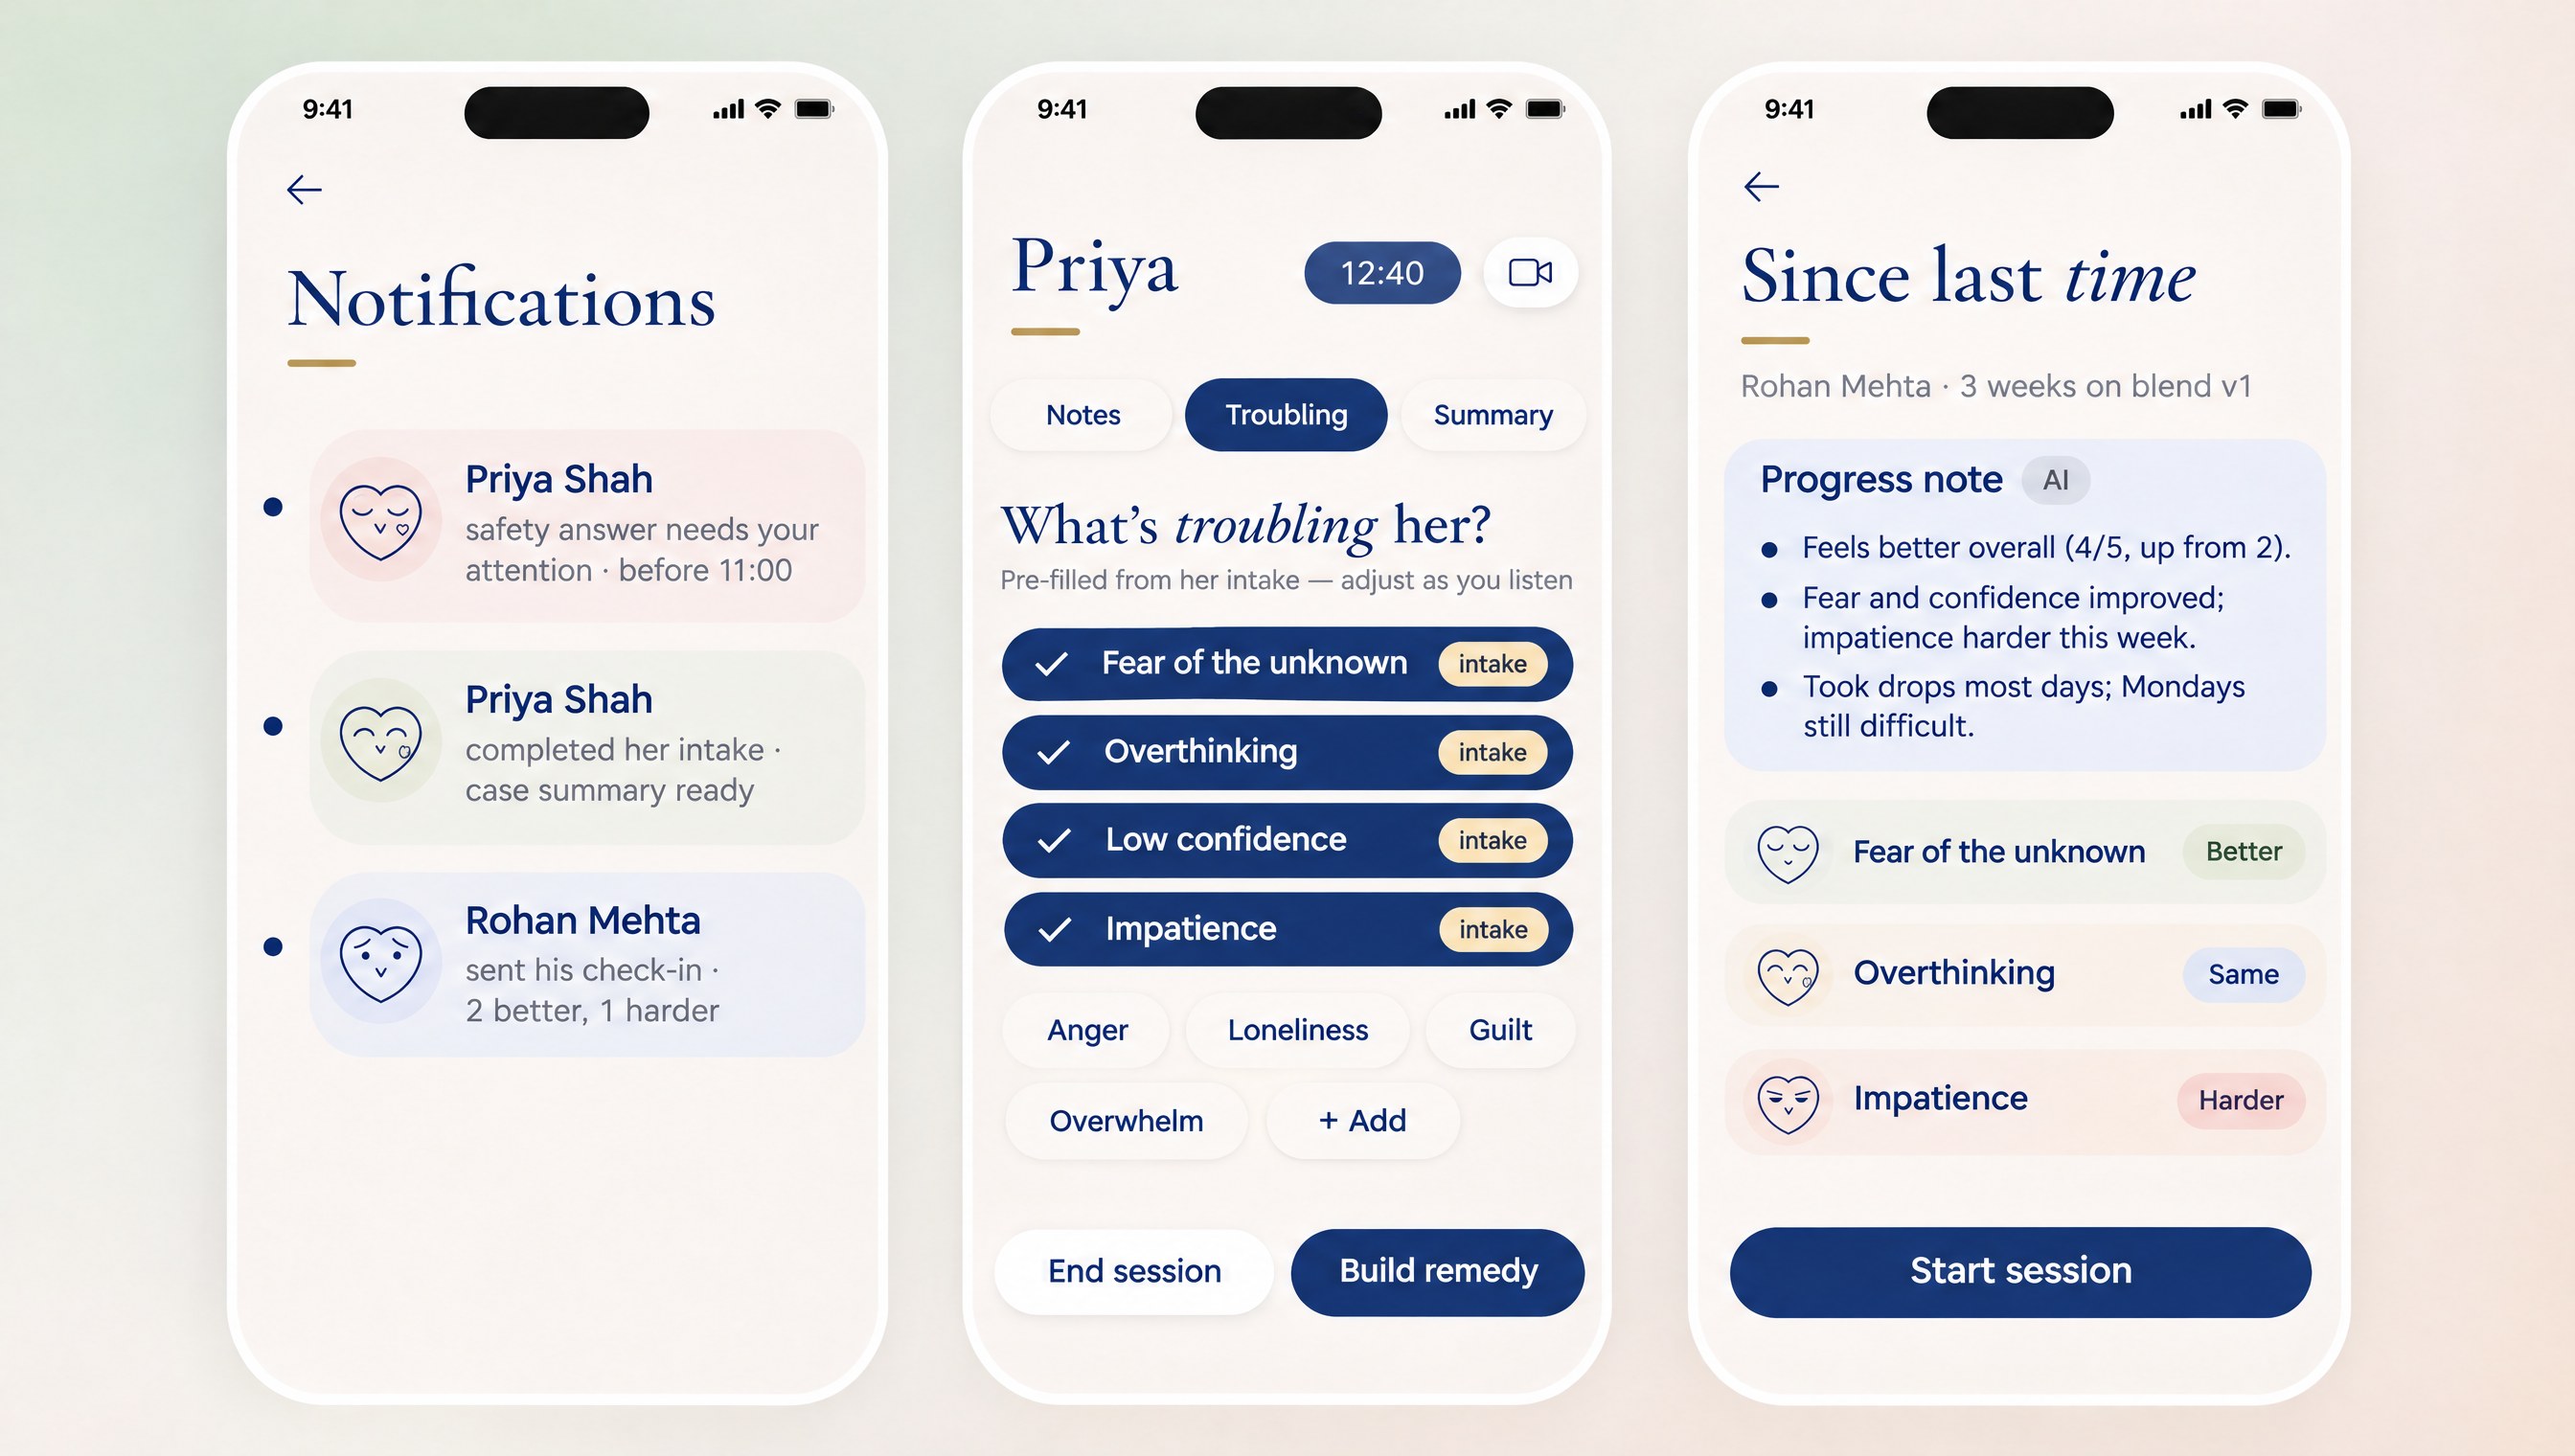 9:41
Notifications
Priya Shah
safety answer needs your
attention · before 11:00
Priya Shah
completed her intake ·
case summary ready
Rohan Mehta
sent his check-in ·
2 better, 1 harder
9:41
Priya
12:40
Notes
Troubling
Summary
What's troubling her?
Pre-filled from her intake — adjust as you listen
Fear of the unknown
intake
Overthinking
intake
Low confidence
intake
Impatience
intake
Anger
Loneliness
Guilt
Overwhelm
+ Add
End session
Build remedy
9:41
Since last time
Rohan Mehta · 3 weeks on blend v1
Progress note
AI
Feels better overall (4/5, up from 2).
Fear and confidence improved;
impatience harder this week.
Took drops most days; Mondays
still difficult.
Fear of the unknown
Better
Overthinking
Same
Impatience
Harder
Start session